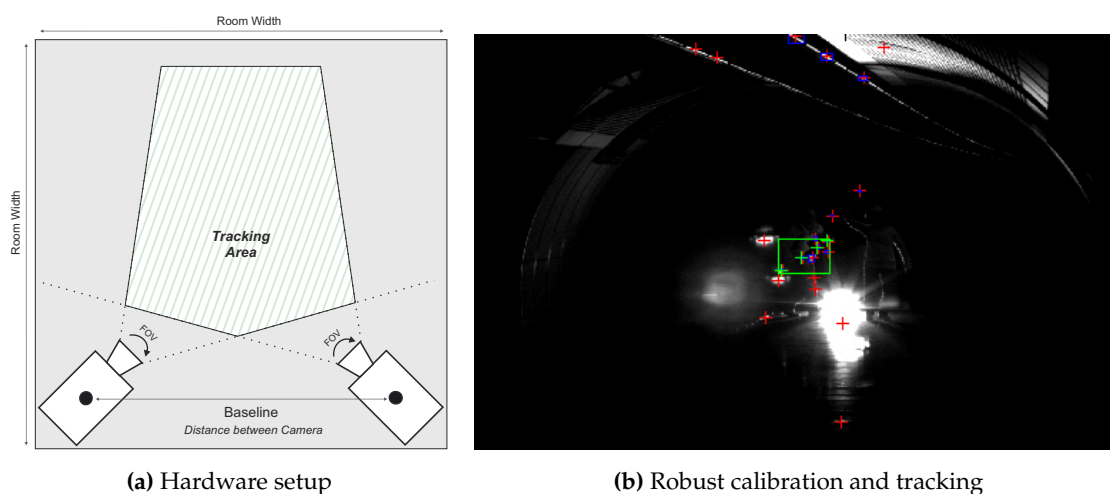 Room Width
Room Width
Tracking
Area
FOV
FOV
Baseline
Distance between Camera
(a) Hardware setup
(b) Robust calibration and tracking